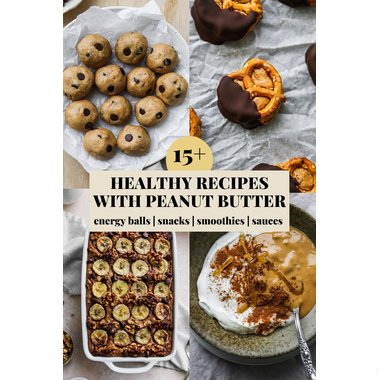 15+
HEALTHY RECIPES
WITH PEANUT BUTTER
energy balls | snacks | smoothies | sauces